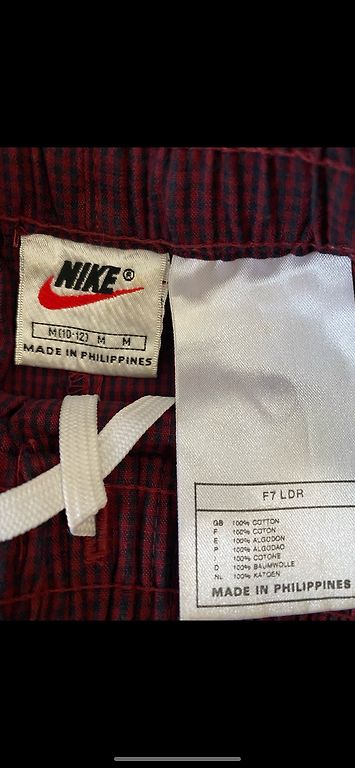 NIKE®
M(10-12) M M
MADE IN PHILIPPINES
F7 LDR
GB 100% COTTON
F 100% COTON
E 100% ALGODON
P 100% ALGODAO
I 100% COTONE
D 100% BAUMWOLLE
NL 100% KATOEN
MADE IN PHILIPPINES